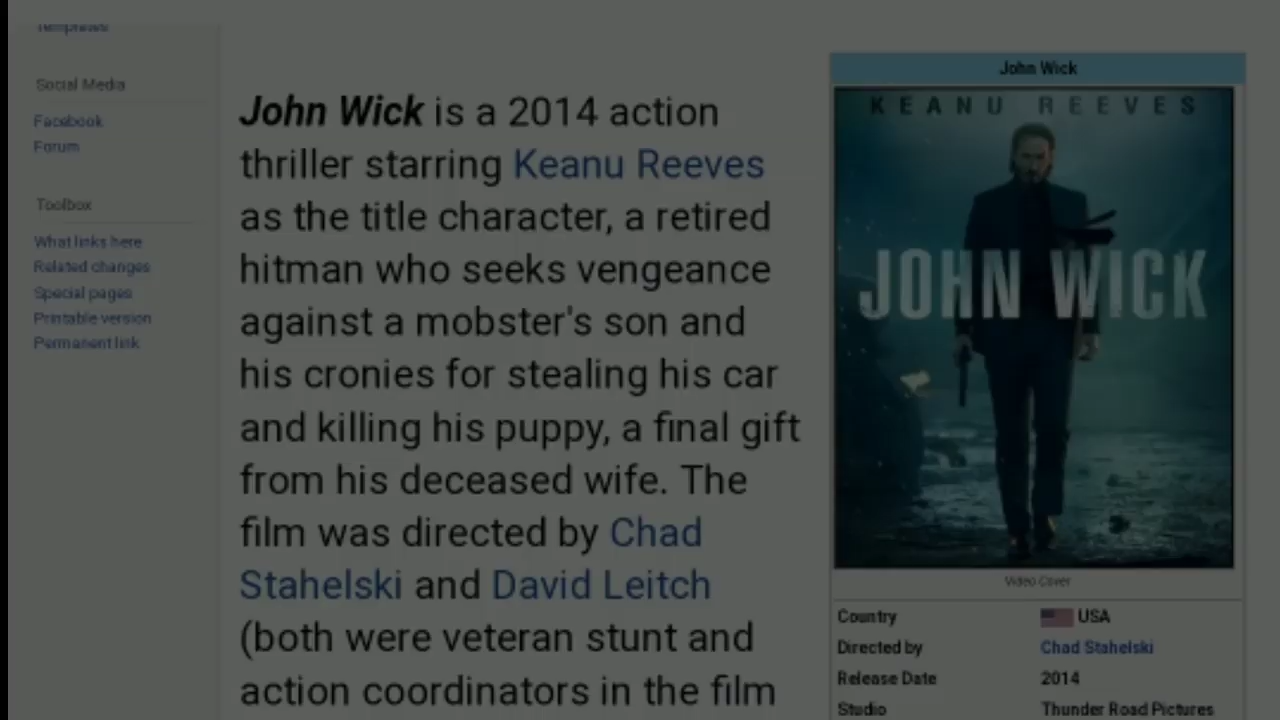 Templates
Social Media
Facebook
Forum
Toolbox
What links here
Related changes
Special pages
Printable version
Permanent link
John Wick is a 2014 action
thriller starring Keanu Reeves
as the title character, a retired
hitman who seeks vengeance
against a mobster's son and
his cronies for stealing his car
and killing his puppy, a final gift
from his deceased wife. The
film was directed by Chad
Stahelski and David Leitch
(both were veteran stunt and
action coordinators in the film
John Wick
KEANU REEVES
JOHN WICK
Video Cover
Country USA
Directed by Chad Stahelski
Release Date 2014
Studio Thunder Road Pictures